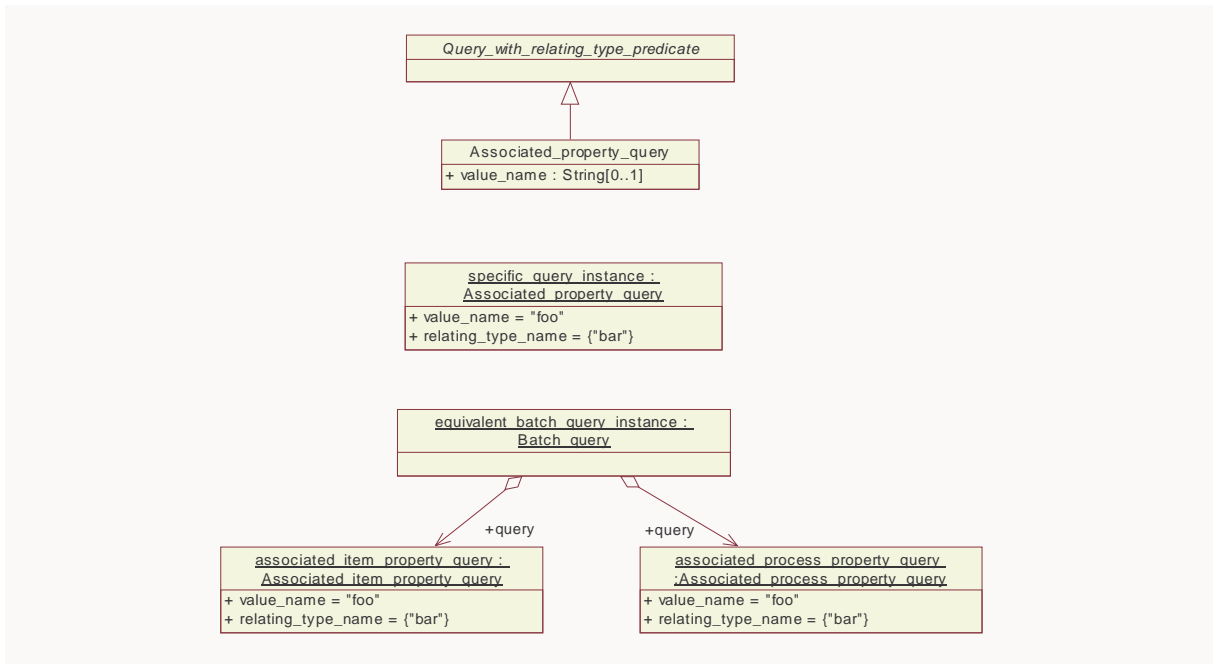 Query_with_relating_type_predicate
Associated_property_query
+ value_name : String[0..1]
specific_query_instance :
Associated_property_query
+ value_name = "foo"
+ relating_type_name = {"bar"}
equivalent_batch_query_instance :
Batch_query
+query
+query
associated_item_property_query :
Associated_item_property_query
+ value_name = "foo"
+ relating_type_name = {"bar"}
associated_process_property_query
:Associated_process_property_query
+ value_name = "foo"
+ relating_type_name = {"bar"}